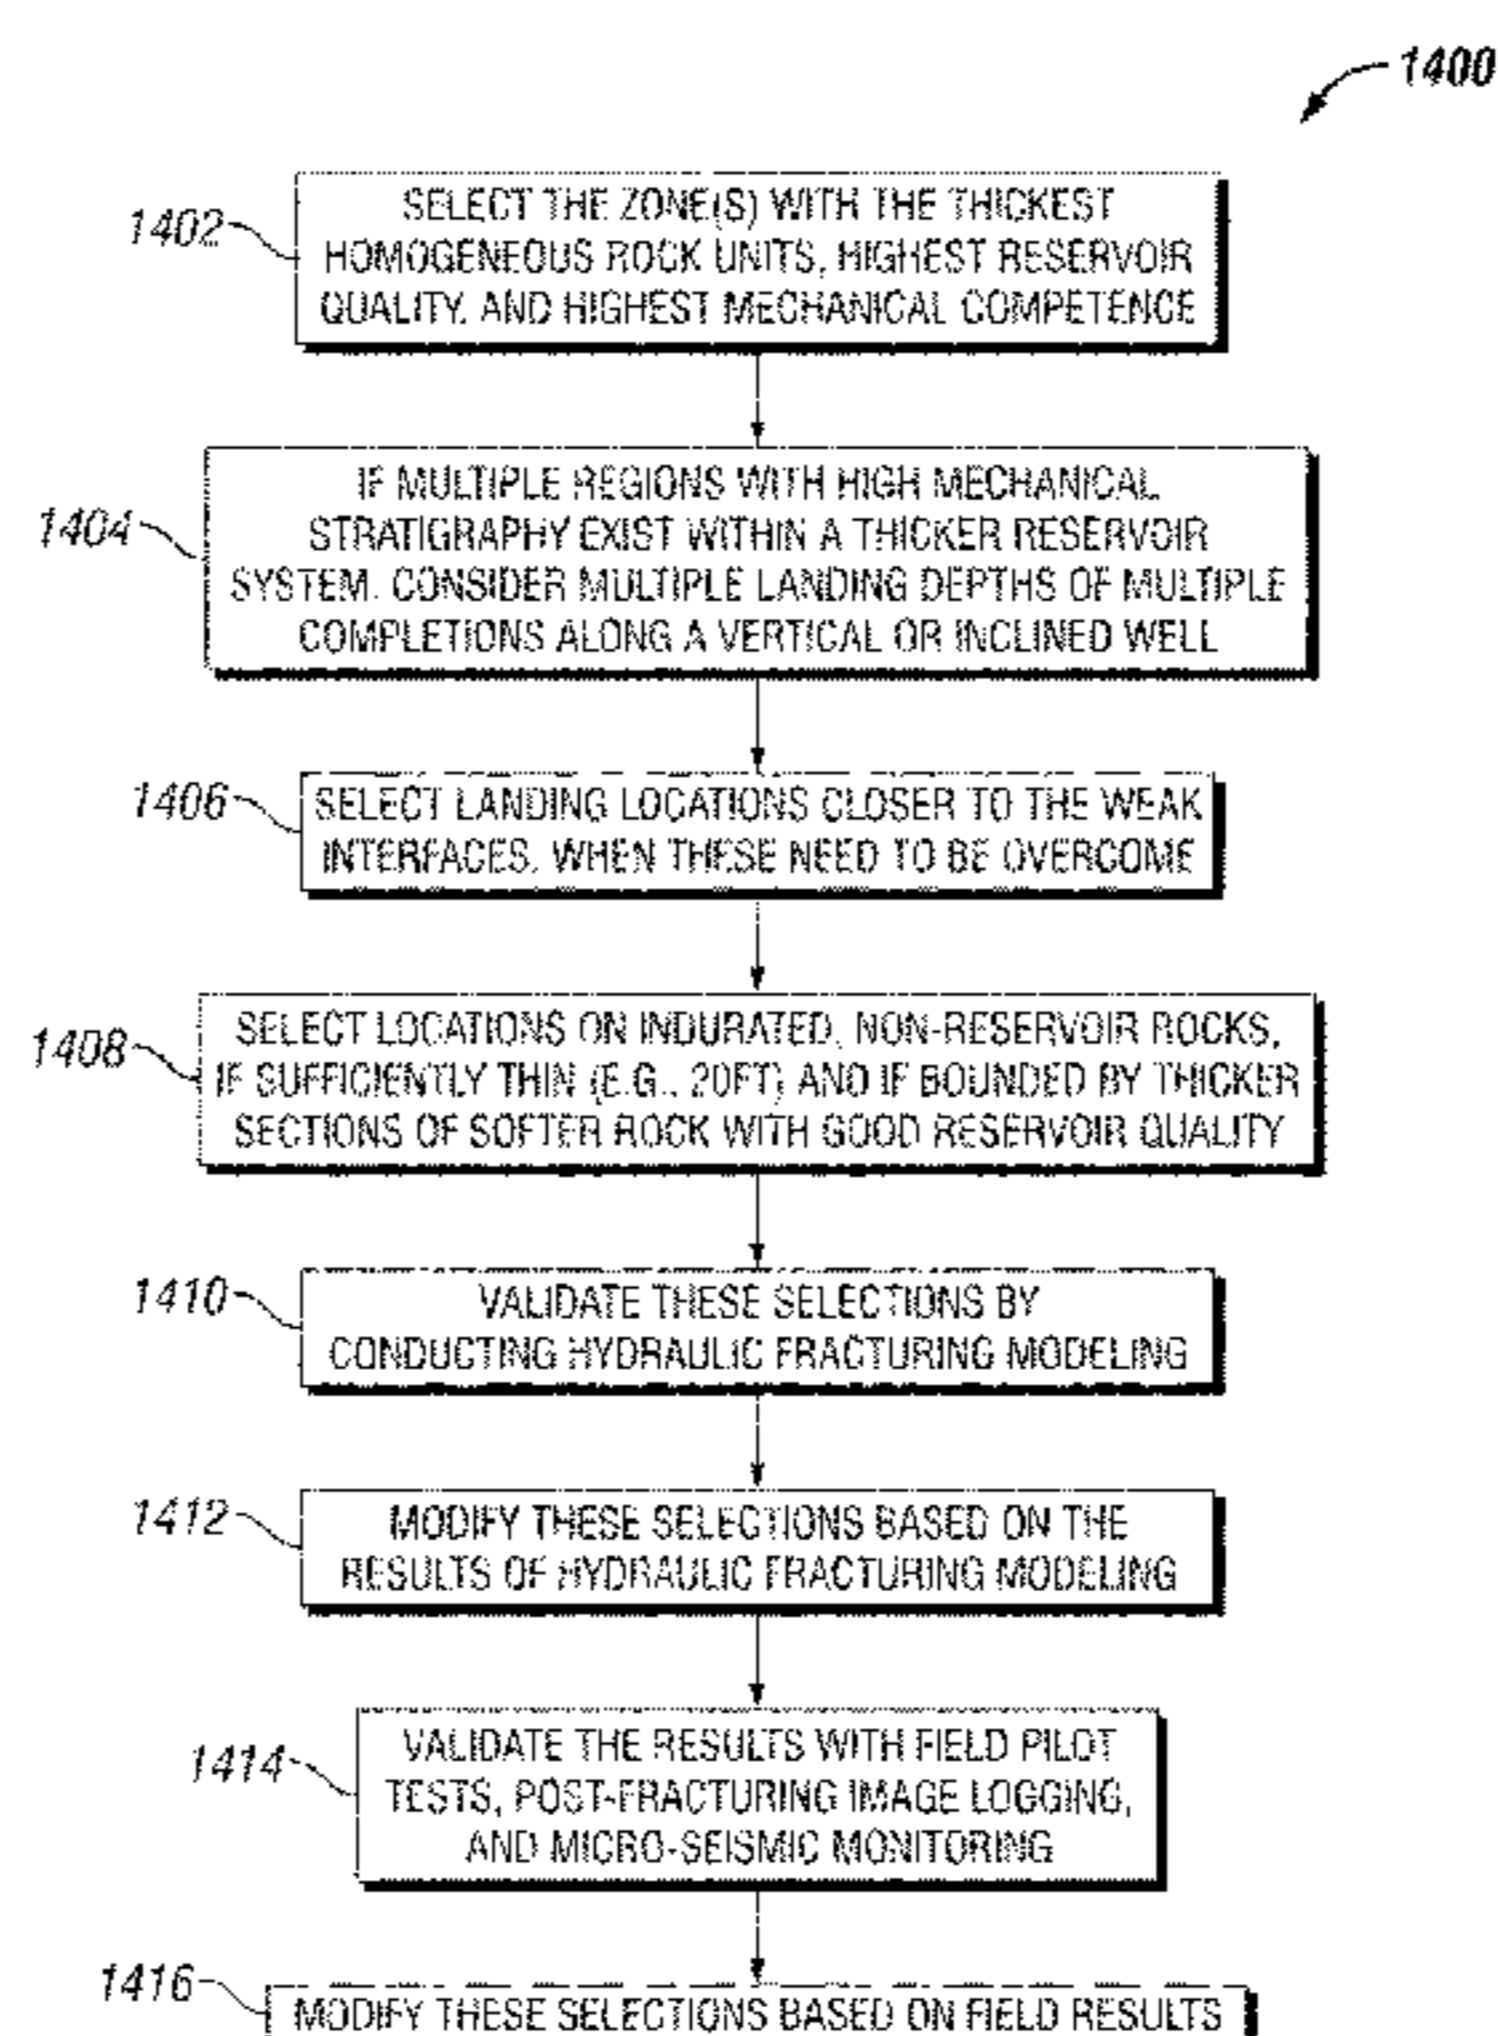 1400
1402
SELECT THE ZONE(S) WITH THE THICKEST
HOMOGENEOUS ROCK UNITS, HIGHEST RESERVOIR
QUALITY, AND HIGHEST MECHANICAL COMPETENCE
1404
IF MULTIPLE REGIONS WITH HIGH MECHANICAL
STRATIGRAPHY EXIST WITHIN A THICKER RESERVOIR
SYSTEM, CONSIDER MULTIPLE LANDING DEPTHS OF MULTIPLE
COMPLETIONS ALONG A VERTICAL OR INCLINED WELL
1406
SELECT LANDING LOCATIONS CLOSER TO THE WEAK
INTERFACES, WHEN THESE NEED TO BE OVERCOME
1408
SELECT LOCATIONS ON INDURATED, NON-RESERVOIR ROCKS,
IF SUFFICIENTLY THIN (E.G., 20FT) AND IF BOUNDED BY THICKER
SECTIONS OF SOFTER ROCK WITH GOOD RESERVOIR QUALITY
1410
VALIDATE THESE SELECTIONS BY
CONDUCTING HYDRAULIC FRACTURING MODELING
1412
MODIFY THESE SELECTIONS BASED ON THE
RESULTS OF HYDRAULIC FRACTURING MODELING
1414
VALIDATE THE RESULTS WITH FIELD PILOT
TESTS, POST-FRACTURING IMAGE LOGGING,
AND MICRO-SEISMIC MONITORING
1416
MODIFY THESE SELECTIONS BASED ON FIELD RESULTS